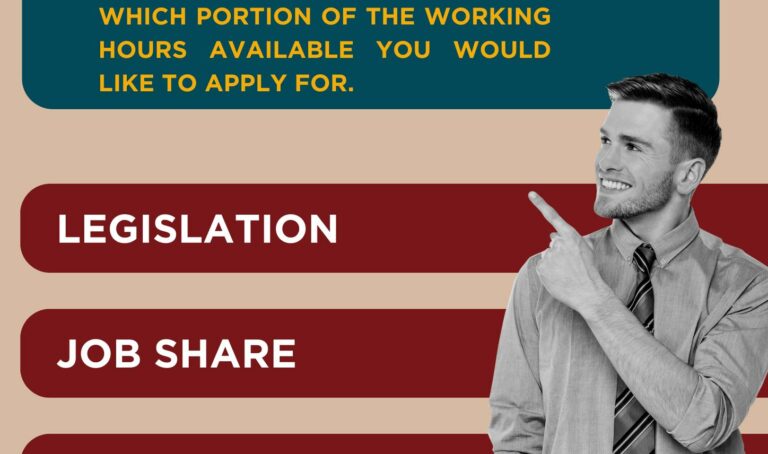 WHICH PORTION OF THE WORKING
HOURS AVAILABLE YOU WOULD
LIKE TO APPLY FOR.
LEGISLATION
JOB SHARE